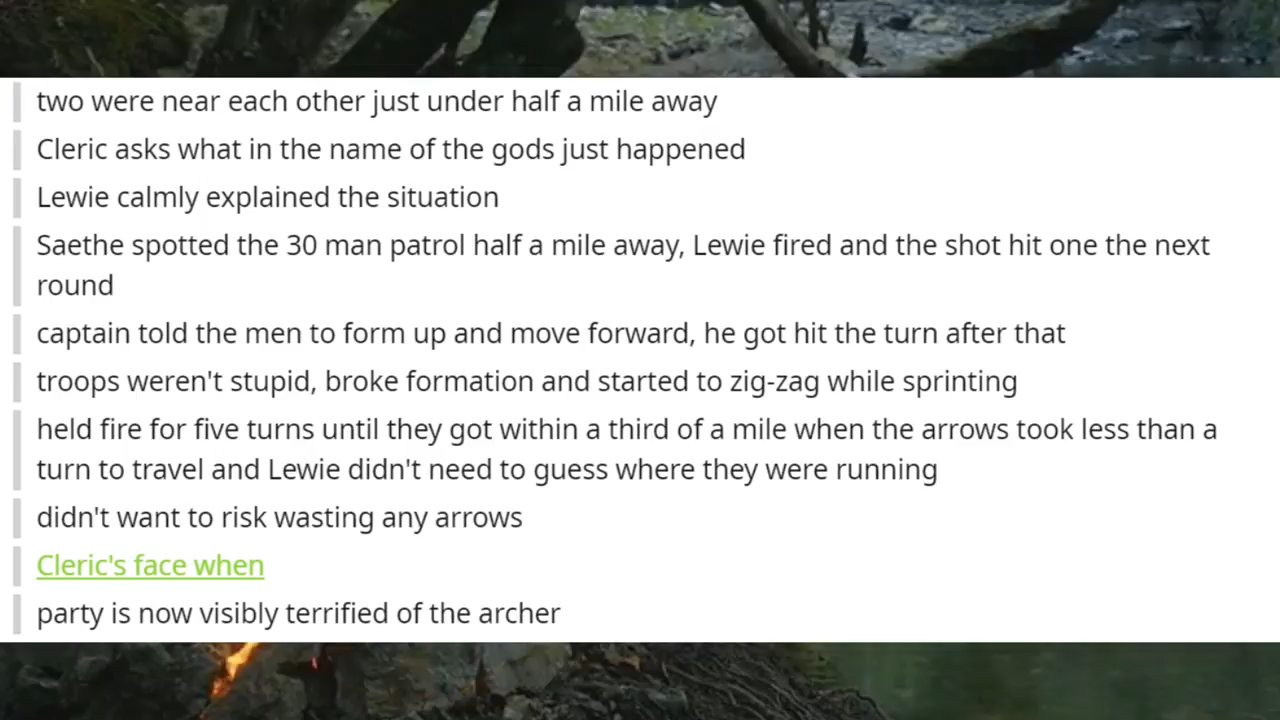 two were near each other just under half a mile away
Cleric asks what in the name of the gods just happened
Lewie calmly explained the situation
Saethe spotted the 30 man patrol half a mile away, Lewie fired and the shot hit one the next
round
captain told the men to form up and move forward, he got hit the turn after that
troops weren't stupid, broke formation and started to zig-zag while sprinting
held fire for five turns until they got within a third of a mile when the arrows took less than a
turn to travel and Lewie didn't need to guess where they were running
didn't want to risk wasting any arrows
Cleric's face when
party is now visibly terrified of the archer